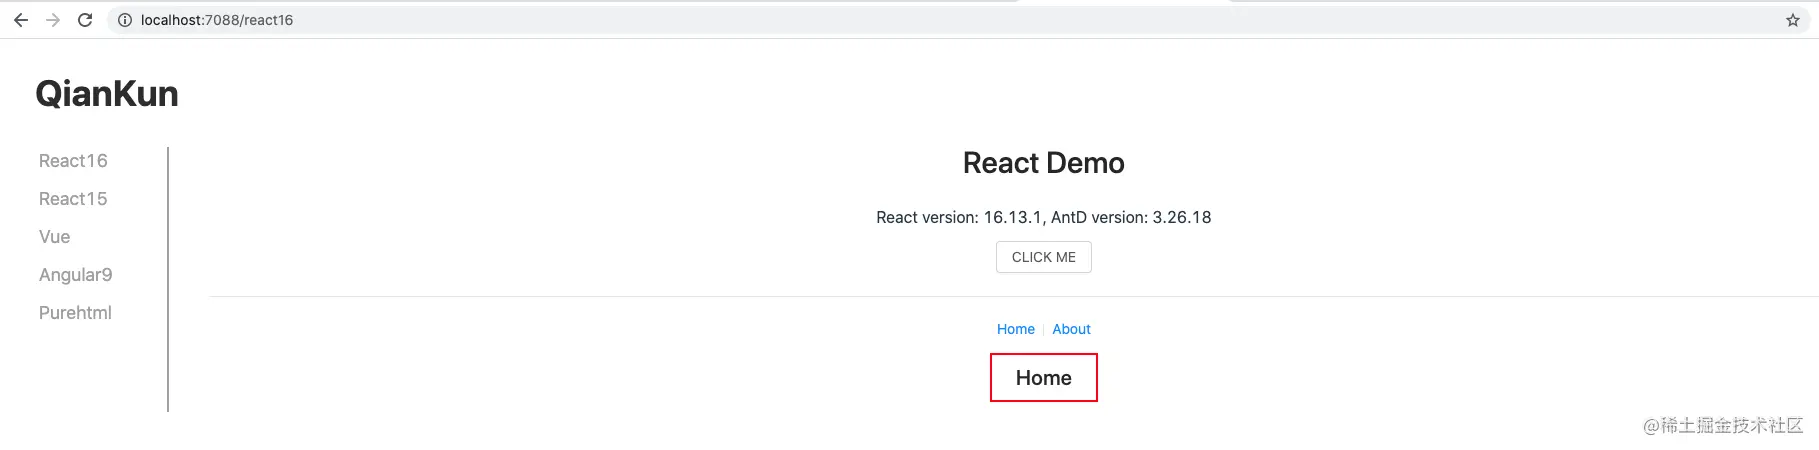 localhost:7088/react16
QianKun
React16
React15
Vue
Angular9
Purehtml
React Demo
React version: 16.13.1, AntD version: 3.26.18
CLICK ME
Home | About
Home
@稀土掘金技术社区